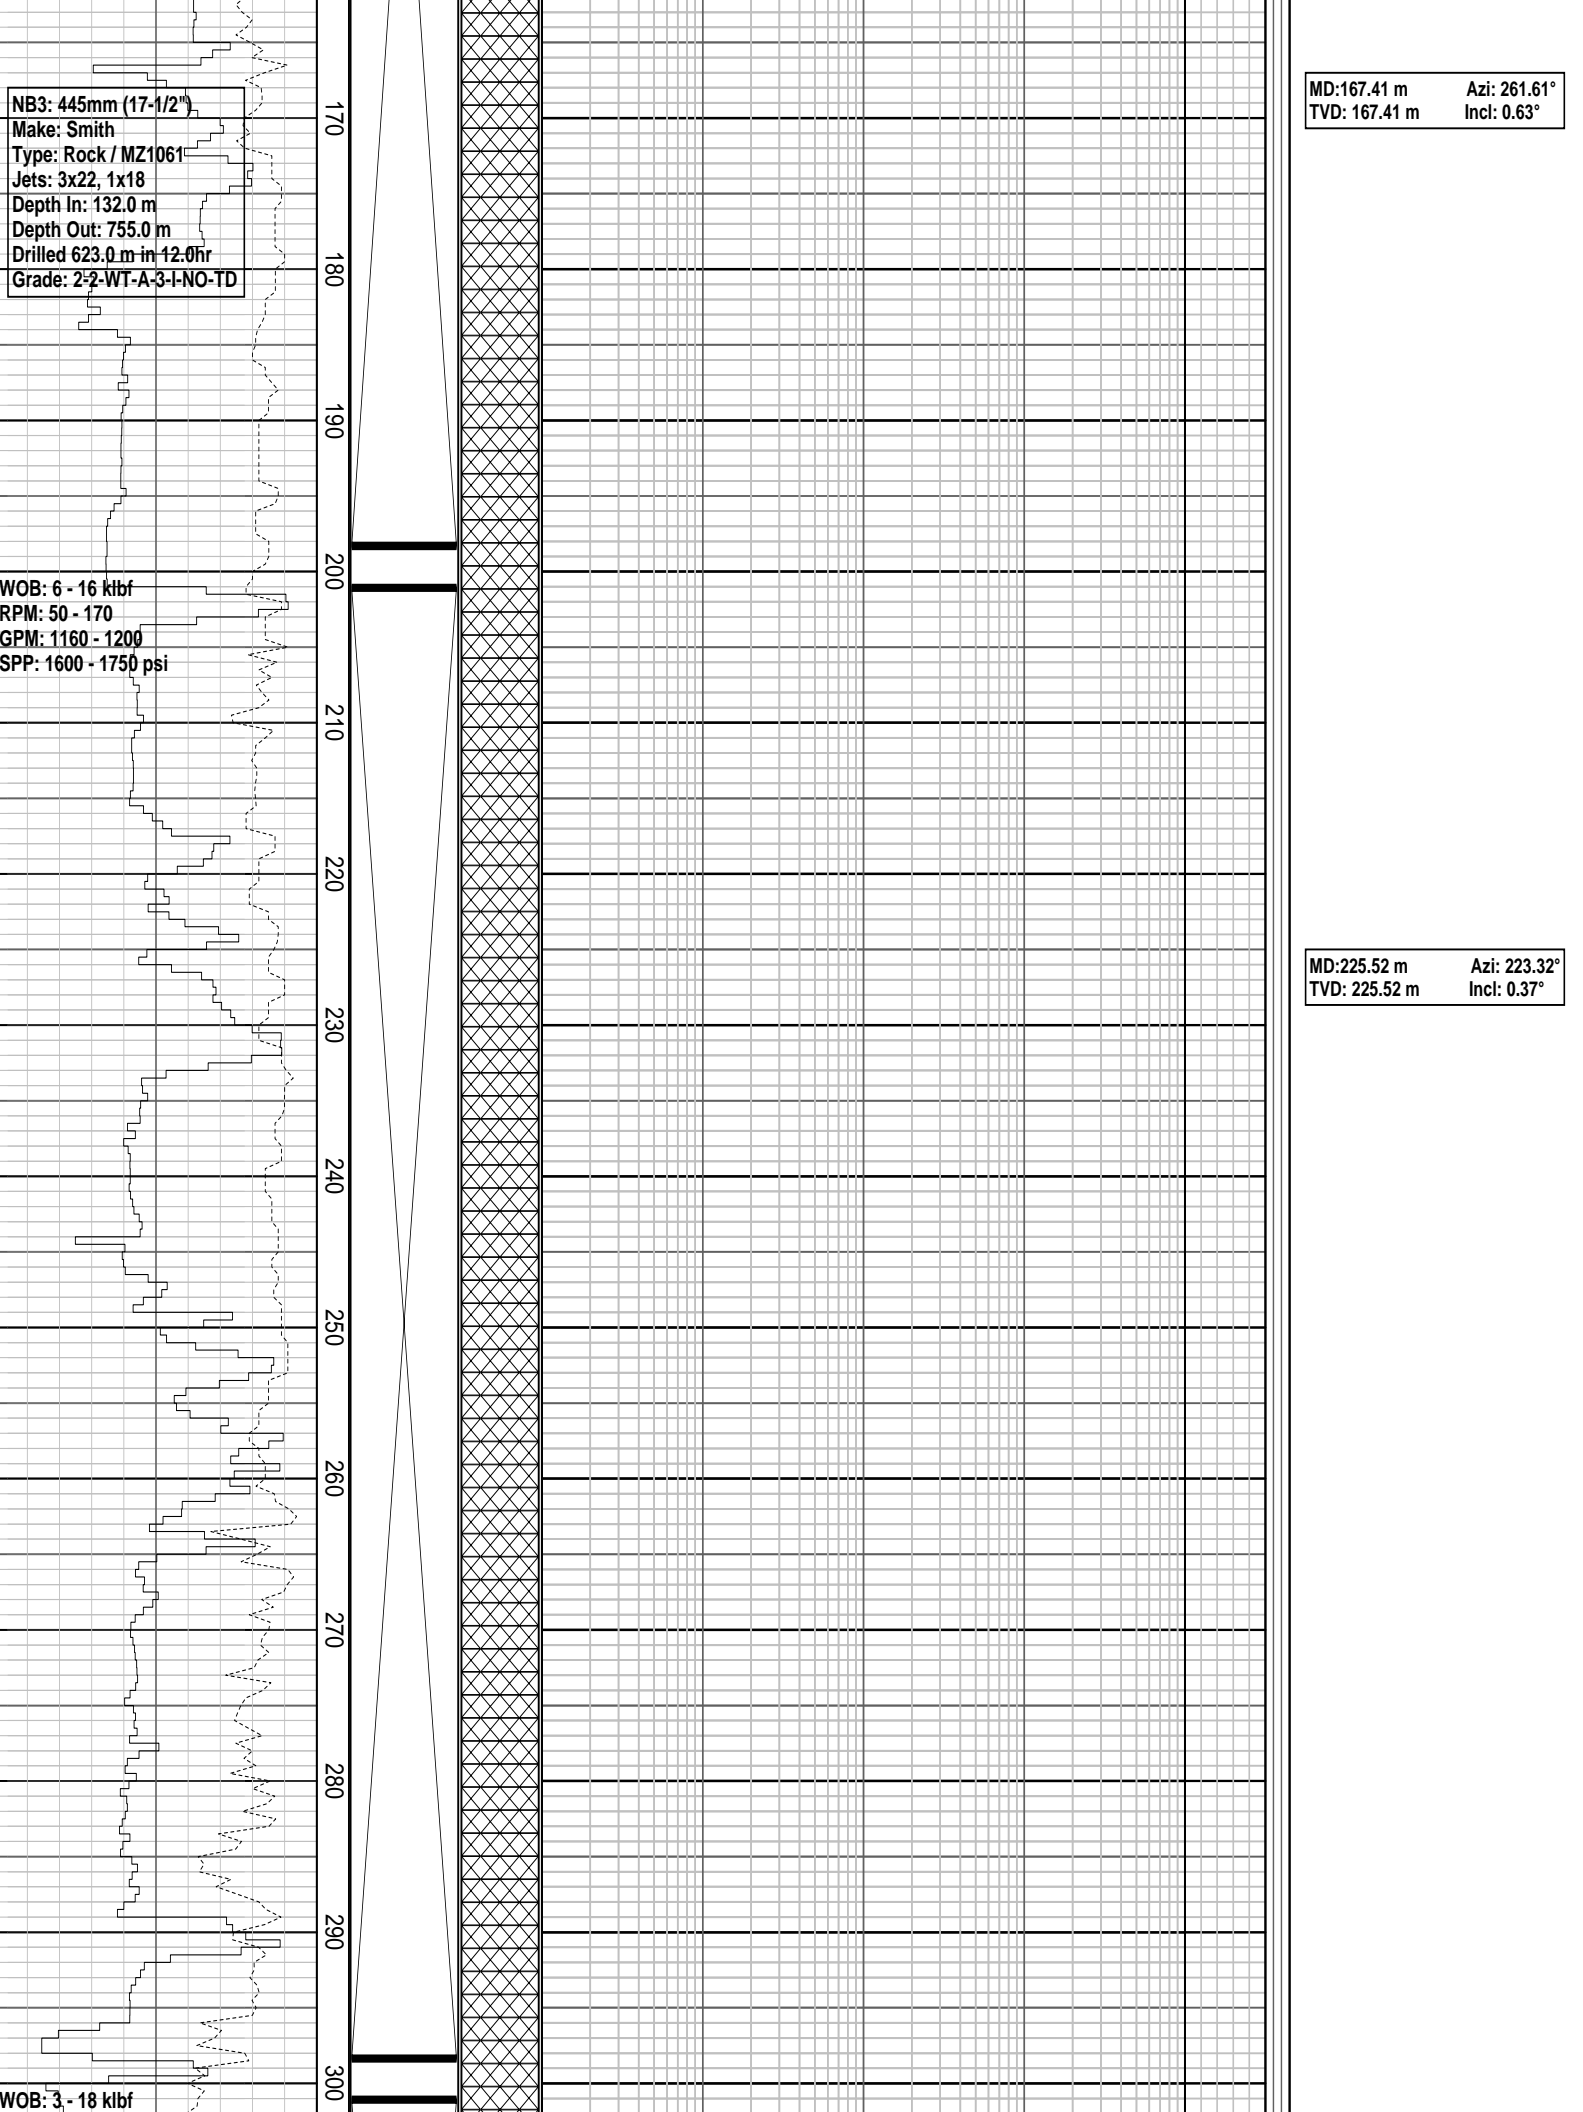 MD:167.41 m Azi: 261.61°
TVD: 167.41 m Incl: 0.63°
NB3: 445mm (17-1/2")
Make: Smith
Type: Rock / MZ1061
Jets: 3x22, 1x18
Depth In: 132.0 m
Depth Out: 755.0 m
Drilled 623.0 m in 12.0hr
Grade: 2-2-WT-A-3-I-NO-TD
170
180
190
200
WOB: 6 - 16 klbf
RPM: 50 - 170
GPM: 1160 - 1200
SPP: 1600 - 1750 psi
210
220
MD:225.52 m Azi: 223.32°
TVD: 225.52 m Incl: 0.37°
230
240
250
260
270
280
290
300
WOB: 3 - 18 klbf